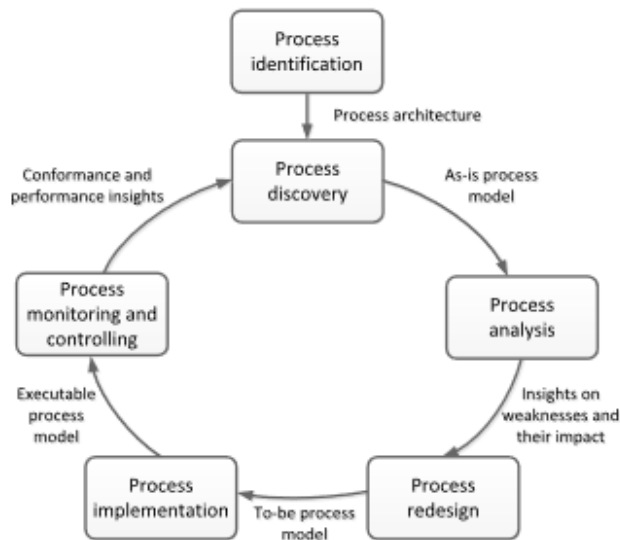 Process
identification
Process architecture
Process
discovery
Conformance and
performance insights
As-is process
model
Process
monitoring and
controlling
Process
analysis
Executable
process
model
Insights on
weaknesses and
their impact
Process
implementation
To-be process
model
Process
redesign